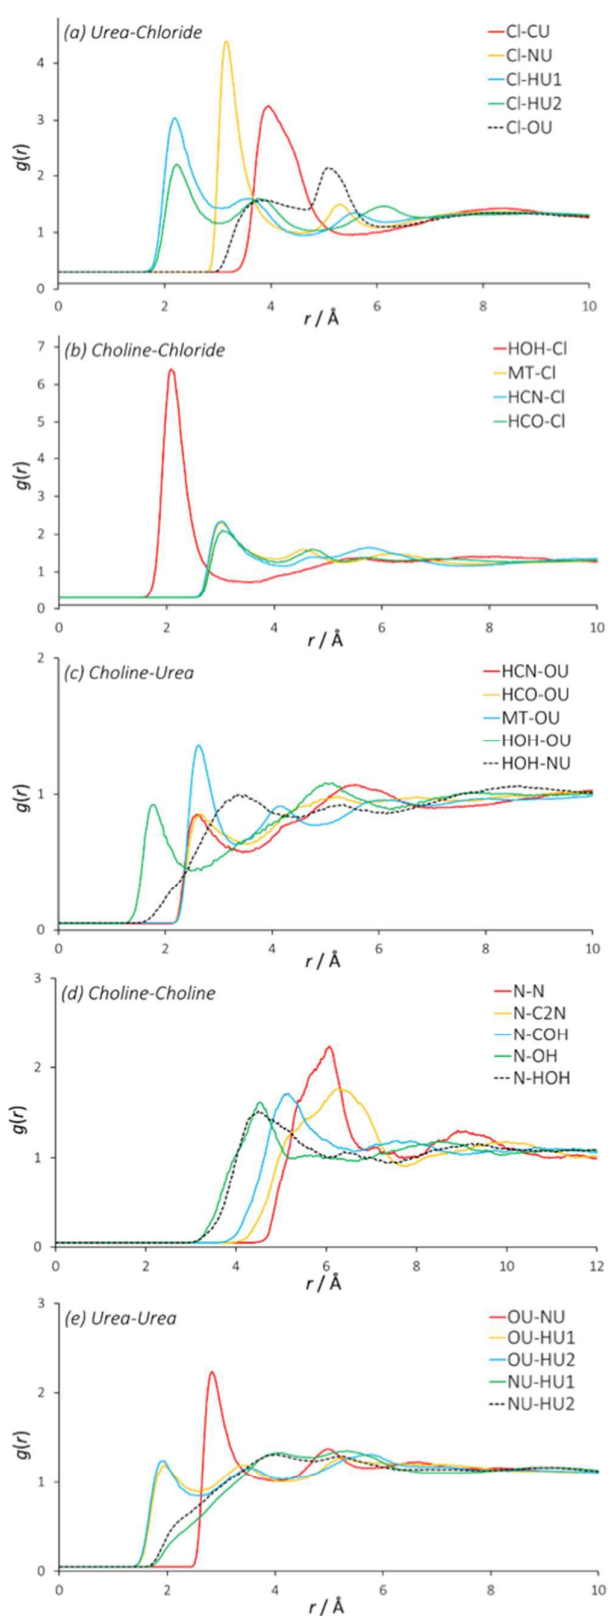 (a) Urea-Chloride
Cl-CU
Cl-NU
Cl-HU1
Cl-HU2
Cl-OU
4
3
2
1
0
g(r)
0 2 4 6 8 10
r / Å
(b) Choline-Chloride
HOH-Cl
MT-Cl
HCN-Cl
HCO-Cl
7
6
5
4
3
2
1
0
g(r)
0 2 4 6 8 10
r / Å
(c) Choline-Urea
HCN-OU
HCO-OU
MT-OU
HOH-OU
HOH-NU
2
1
0
g(r)
0 2 4 6 8 10
r / Å
(d) Choline-Choline
N-N
N-C2N
N-COH
N-OH
N-HOH
3
2
1
0
g(r)
0 2 4 6 8 10 12
r / Å
(e) Urea-Urea
OU-NU
OU-HU1
OU-HU2
NU-HU1
NU-HU2
3
2
1
0
g(r)
0 2 4 6 8 10
r / Å